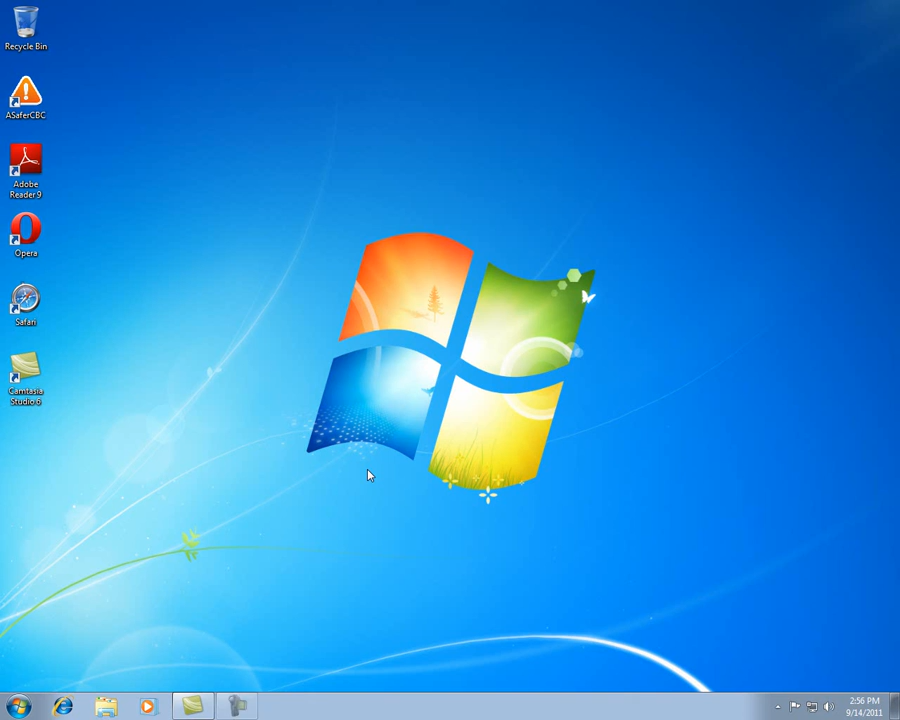 Recycle Bin
ASaferCBC
Adobe
Reader 9
Opera
Safari
Camtasia
Studio 6
2:56 PM
9/14/2011